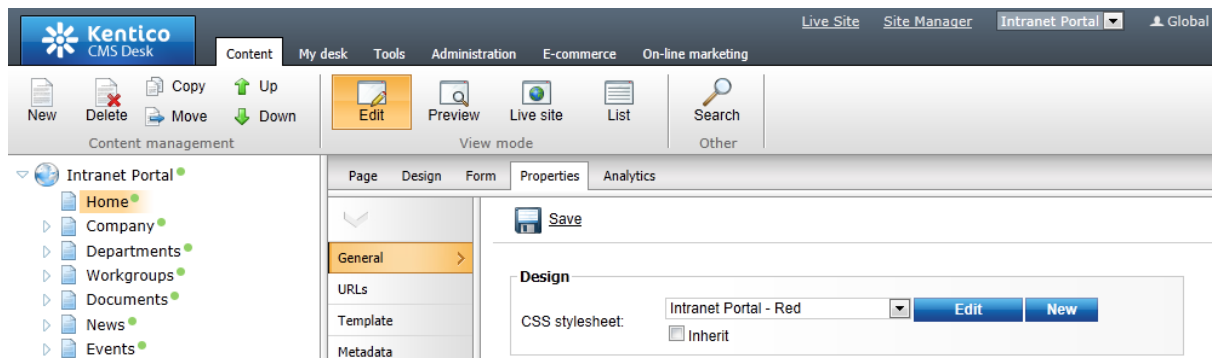 Kentico
CMS Desk
Live Site Site Manager Intranet Portal Global
Content My desk Tools Administration E-commerce On-line marketing
New Delete Copy Move Up Down
Content management
Edit Preview Live site List
View mode
Search
Other
Intranet Portal
Home
Company
Departments
Workgroups
Documents
News
Events
Page Design Form Properties Analytics
General
URLs
Template
Metadata
Save
Design
CSS stylesheet: Intranet Portal - Red Edit New
Inherit